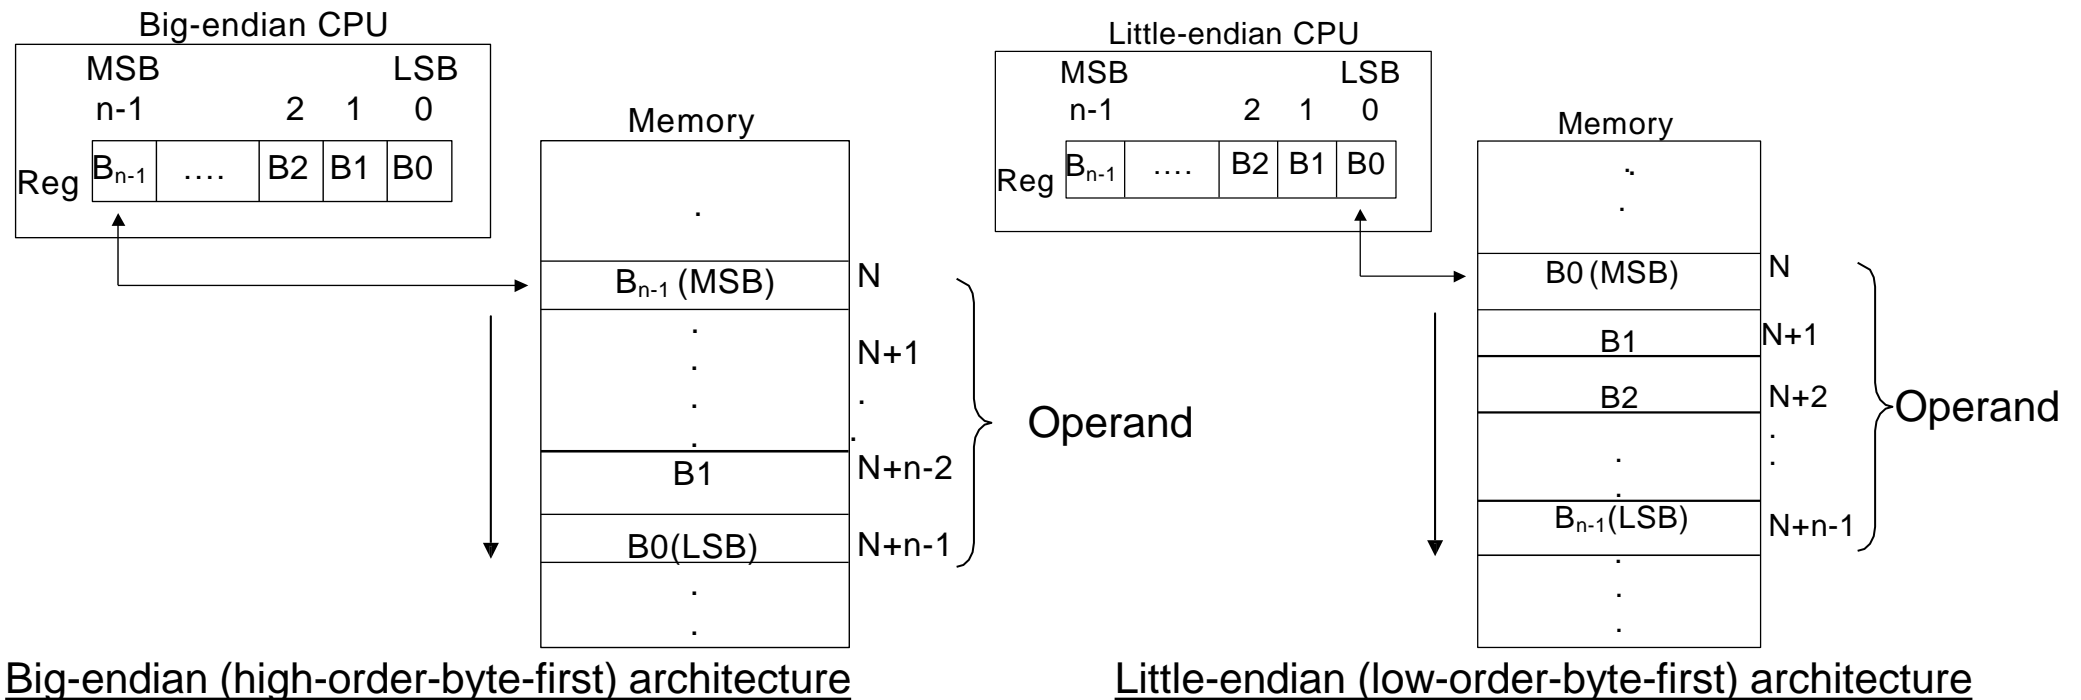 Big-endian CPU
MSB LSB
n-1 2 1 0
Reg Bn-1 .... B2 B1 B0
Memory
.
Bn-1 (MSB) N
.
. N+1
. .
. .
B1 N+n-2
B0(LSB) N+n-1
.
.
Operand
Big-endian (high-order-byte-first) architecture
Little-endian CPU
MSB LSB
n-1 2 1 0
Reg Bn-1 .... B2 B1 B0
Memory
.
.
B0 (MSB) N
B1 N+1
B2 N+2
. .
. .
Bn-1(LSB) N+n-1
.
.
.
Operand
Little-endian (low-order-byte-first) architecture